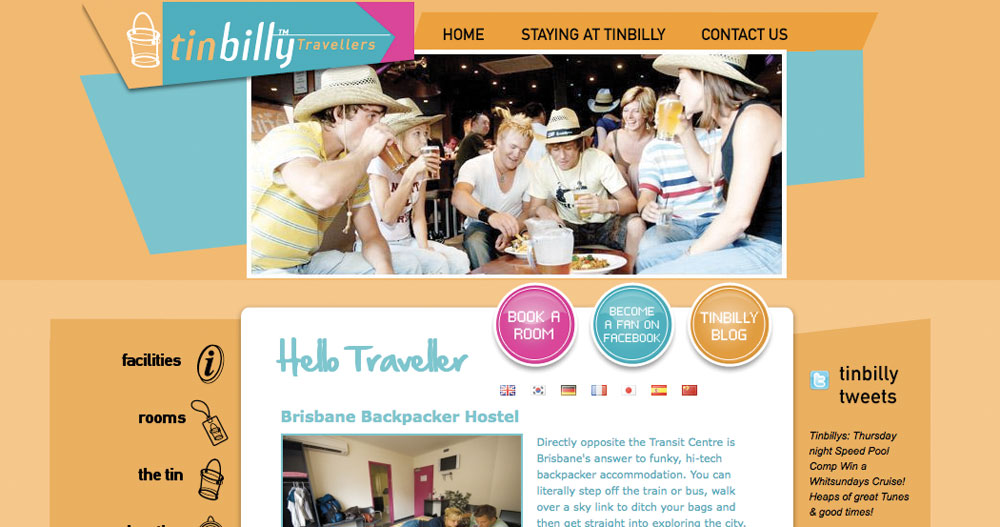 tinbilly™
Travellers
HOME
STAYING AT TINBILLY
CONTACT US
BOOK A
ROOM
BECOME
A FAN ON
FACEBOOK
TINBILLY
BLOG
Hello Traveller
Brisbane Backpacker Hostel
Directly opposite the Transit Centre is
Brisbane's answer to funky, hi-tech
backpacker accommodation. You can
literally step off the train or bus, walk
over a sky link to ditch your bags and
then get straight into exploring the city.
facilities
rooms
the tin
tinbilly
tweets
Tinbillys: Thursday
night Speed Pool
Comp Win a
Whitsundays Cruise!
Heaps of great Tunes
& good times!